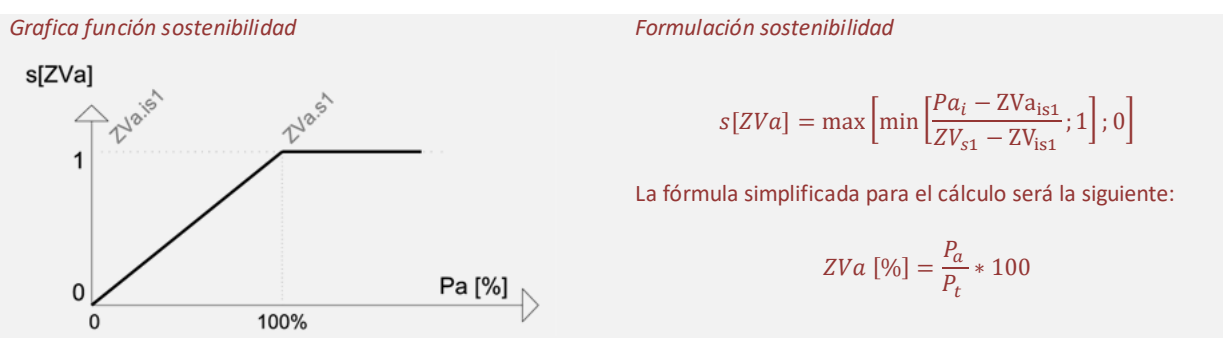 Grafica función sostenibilidad
s[ZVa]
ZVa.is1
ZVa.s1
1
0
Pa [%]
0
100%
Formulación sostenibilidad
s[ZVa] = max [min [(Pa_i − ZVa_is1)/(ZV_s1 − ZV_is1) ; 1] ; 0]
La fórmula simplificada para el cálculo será la siguiente:
ZVa [%] = P_a/P_t * 100